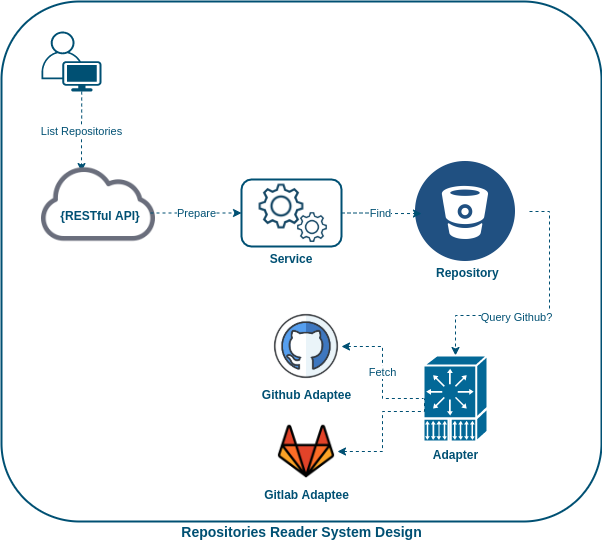 List Repositories
{RESTful API}
Prepare
Find
Service
Repository
Query Github?
Fetch
Github Adaptee
Adapter
Gitlab Adaptee
Repositories Reader System Design